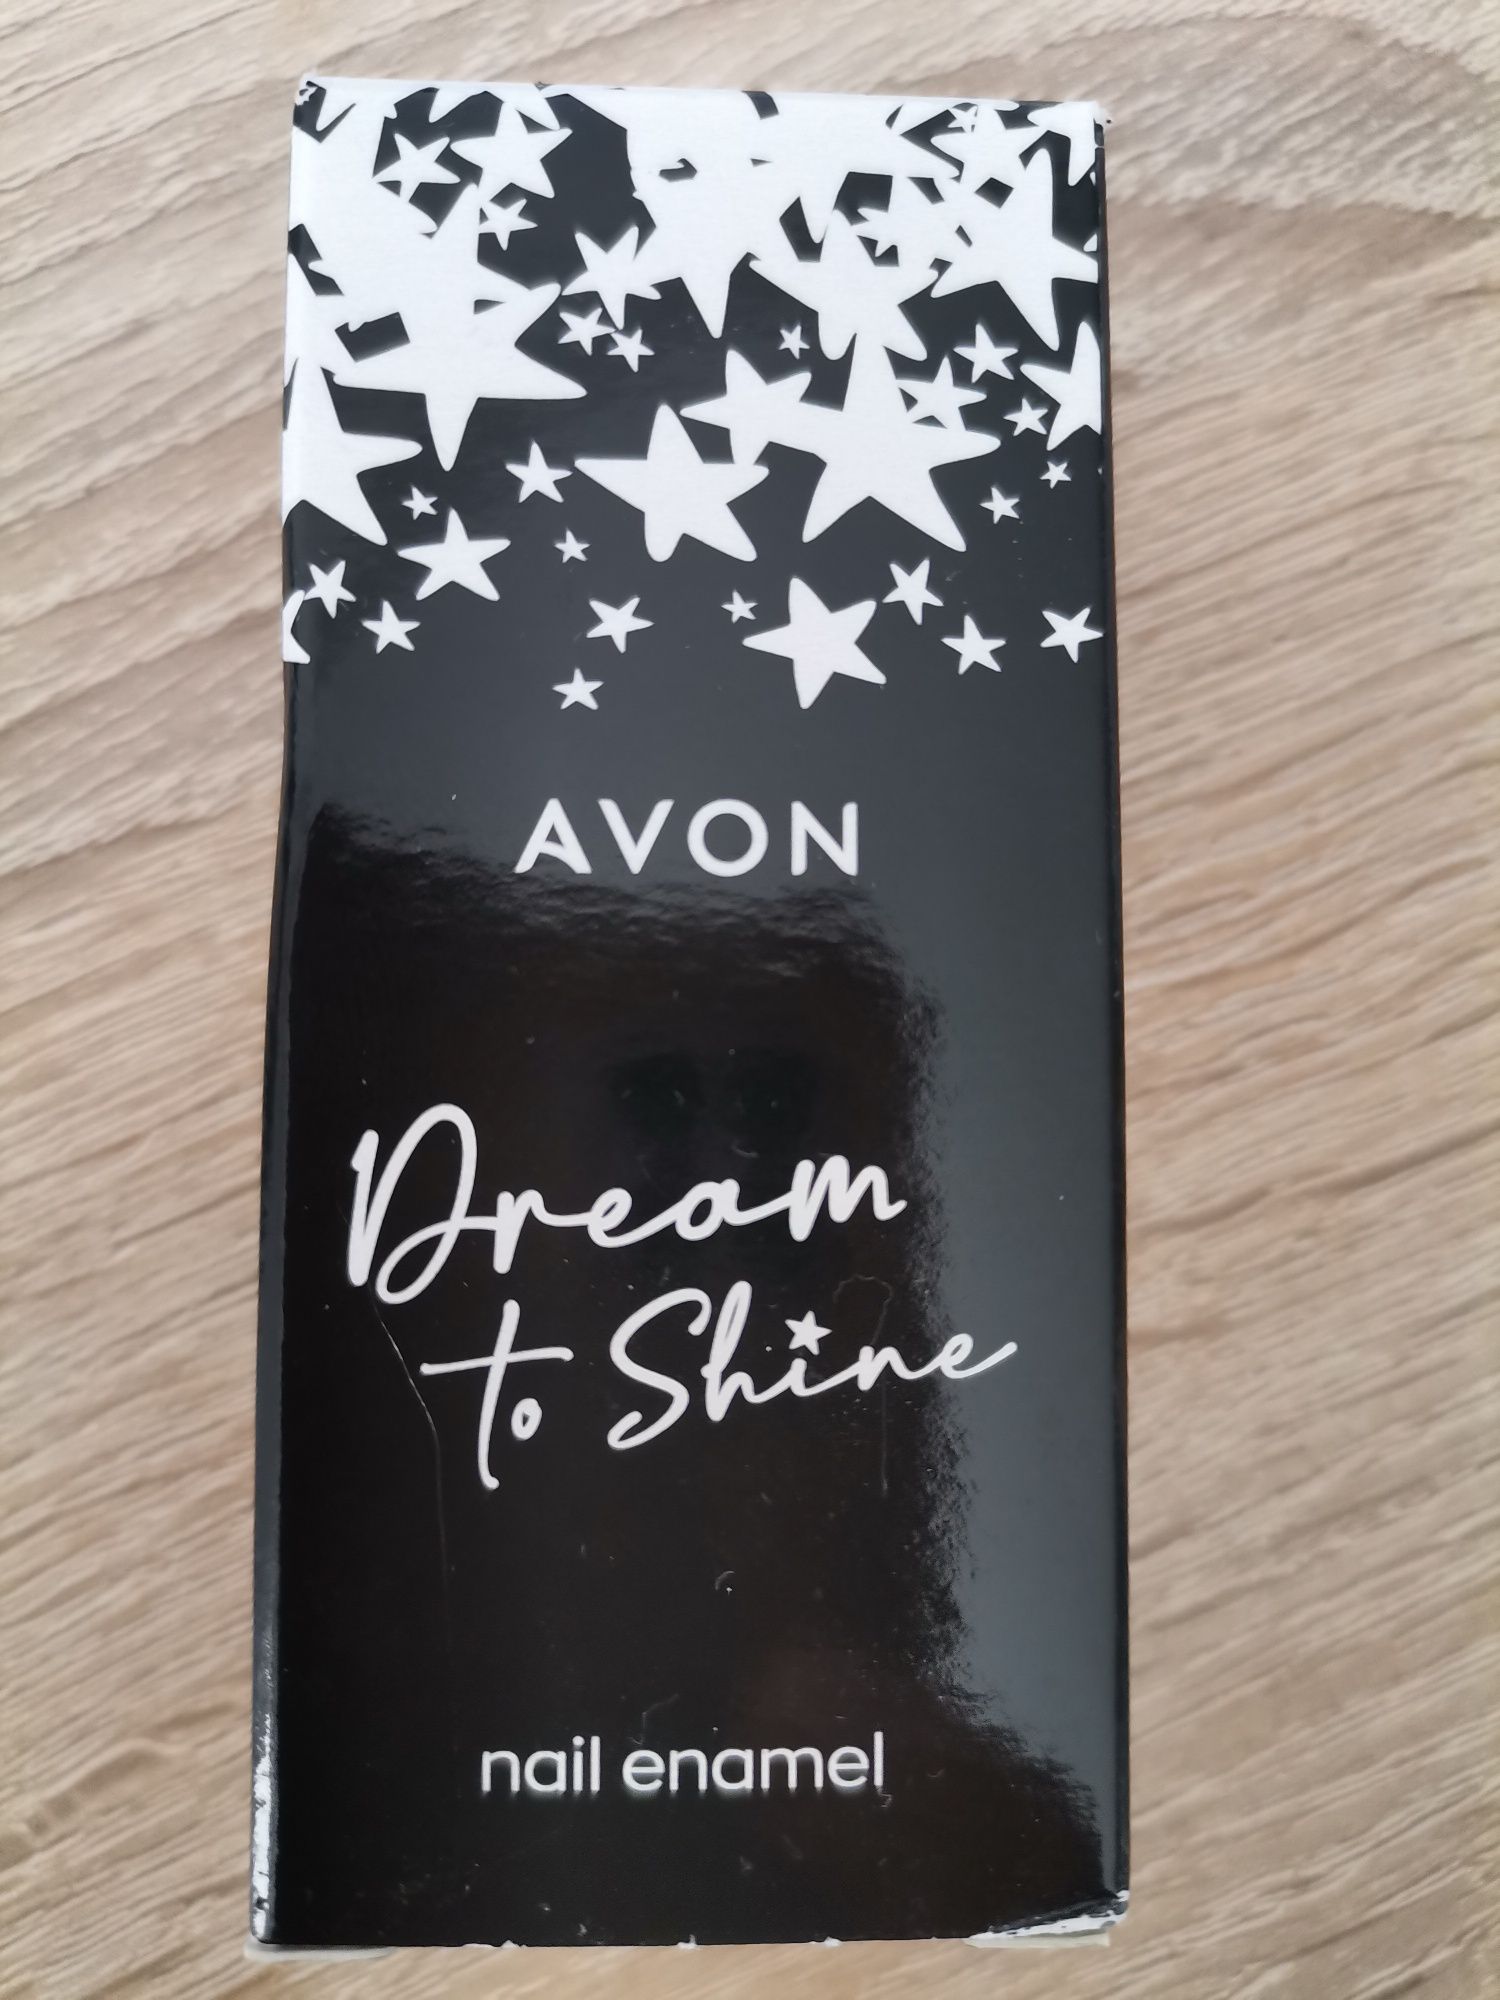 AVON
Dream
to Shine
nail enamel